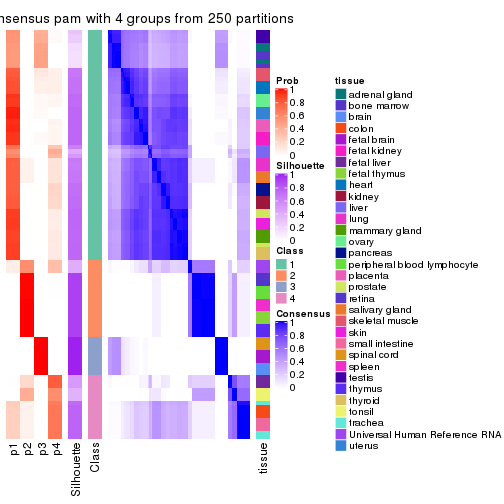 nsensus pam with 4 groups from 250 partitions
p1
p2
p3
p4
Silhouette
Class
tissue
Prob
1
0.8
0.6
0.4
0.2
0
Silhouette
1
0.8
0.6
0.4
0.2
0
Class
1
2
3
4
Consensus
1
0.8
0.6
0.4
0.2
0
tissue
adrenal gland
bone marrow
brain
colon
fetal brain
fetal kidney
fetal liver
fetal thymus
heart
kidney
liver
lung
mammary gland
ovary
pancreas
peripheral blood lymphocyte
placenta
prostate
retina
salivary gland
skeletal muscle
skin
small intestine
spinal cord
spleen
testis
thymus
thyroid
tonsil
trachea
Universal Human Reference RNA
uterus